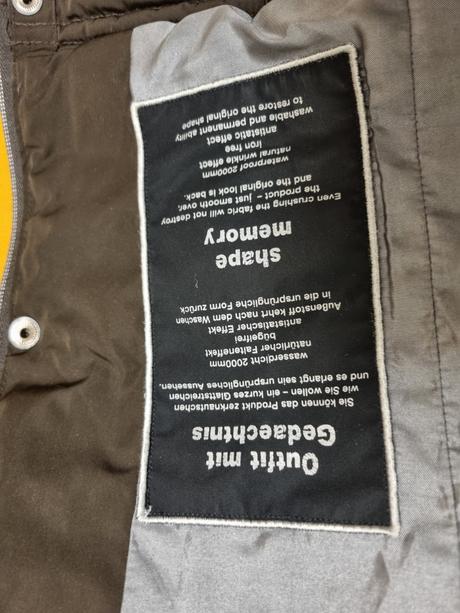 Outfit mit
Gedaechtnis
Sie können das Produkt zerknautschen
wie Sie wollen - ein kurzes Glattstreichen
und es erlangt sein ursprüngliches Aussehen.
wasserdicht 2000mm
natürlicher Falteneffekt
bügelfrei
antistatischer Effekt
Außenstoff kehrt nach dem Waschen
in die ursprüngliche Form zurück
shape
memory
Even crushing the fabric will not destroy
the product - just smooth over,
and the original look is back.
waterproof 2000mm
natural wrinkle effect
iron free
antistatic effect
washable and permanent ability
to restore the original shape